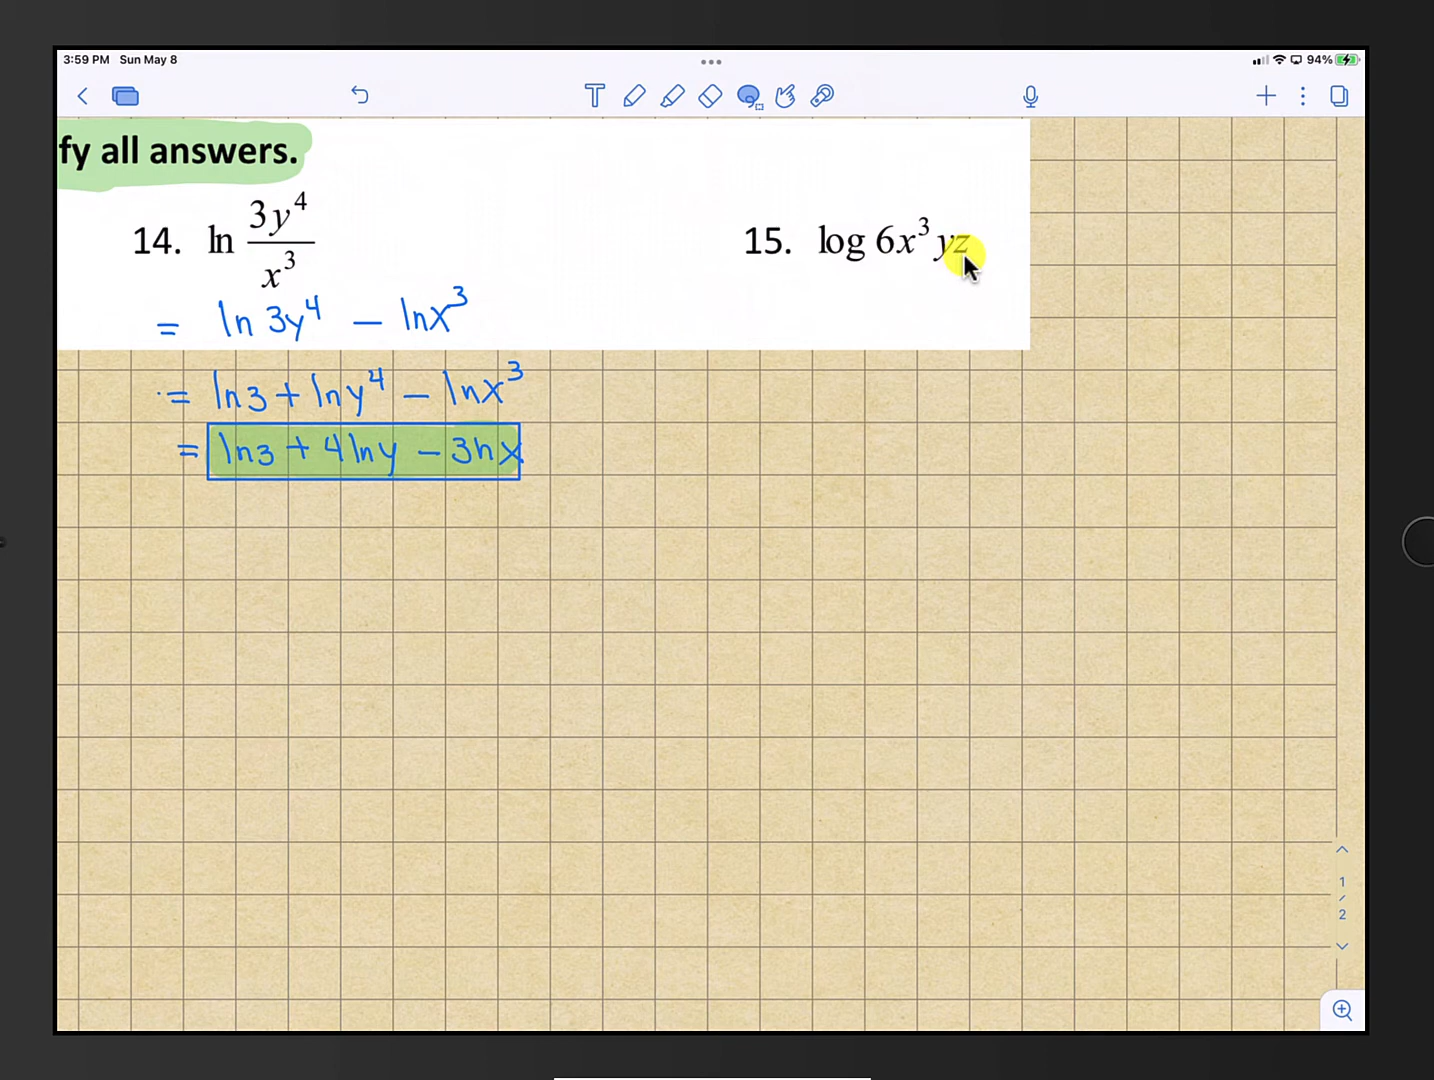 3:59 PM Sun May 8
94%
T
fy all answers.
14. ln 3y⁴/x³
15. log 6x³yz
= ln 3y⁴ − lnx³
= ln3 + lny⁴ − lnx³
= ln3 + 4lny − 3hx
1
/
2